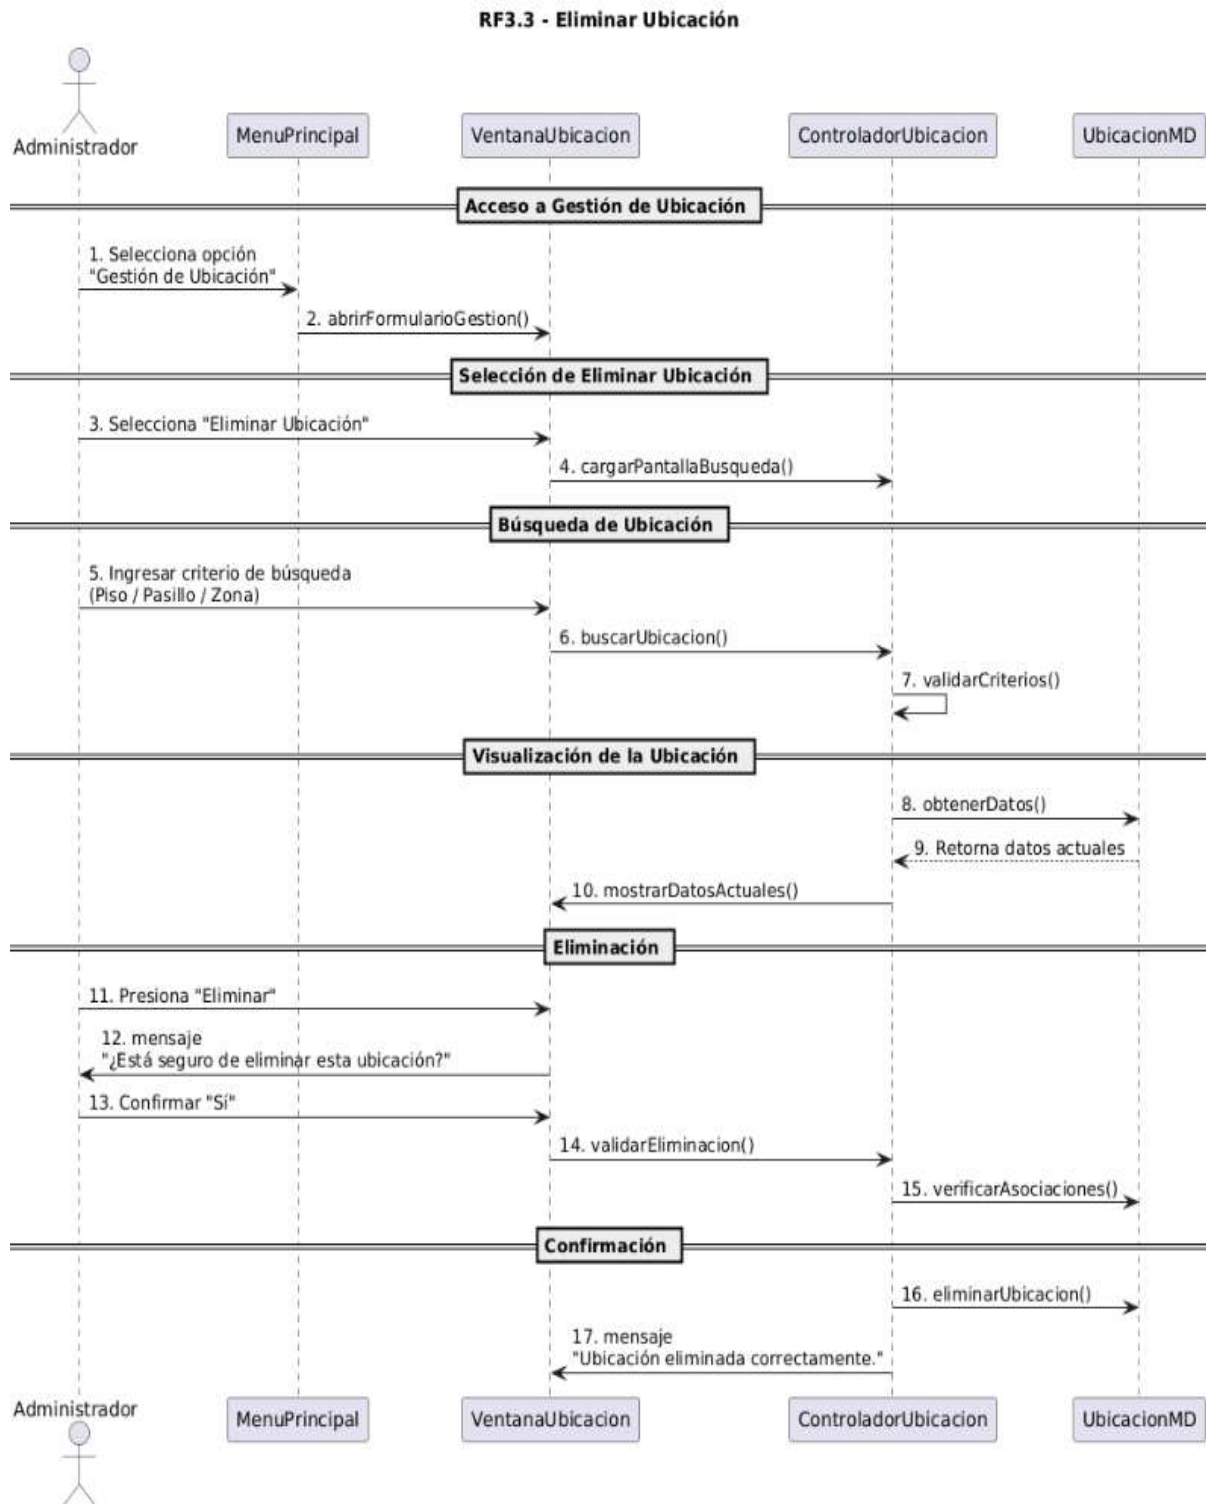 RF3.3 - Eliminar Ubicación
Administrador
MenuPrincipal
VentanaUbicacion
ControladorUbicacion
UbicacionMD
Acceso a Gestión de Ubicación
1. Selecciona opción
"Gestión de Ubicación"
2. abrirFormularioGestion()
Selección de Eliminar Ubicación
3. Selecciona "Eliminar Ubicación"
4. cargarPantallaBusqueda()
Búsqueda de Ubicación
5. Ingresar criterio de búsqueda
(Piso / Pasillo / Zona)
6. buscarUbicacion()
7. validarCriterios()
Visualización de la Ubicación
8. obtenerDatos()
9. Retorna datos actuales
10. mostrarDatosActuales()
Eliminación
11. Presiona "Eliminar"
12. mensaje
"¿Está seguro de eliminar esta ubicación?"
13. Confirmar "Sí"
14. validarEliminacion()
15. verificarAsociaciones()
Confirmación
16. eliminarUbicacion()
17. mensaje
"Ubicación eliminada correctamente."
Administrador
MenuPrincipal
VentanaUbicacion
ControladorUbicacion
UbicacionMD